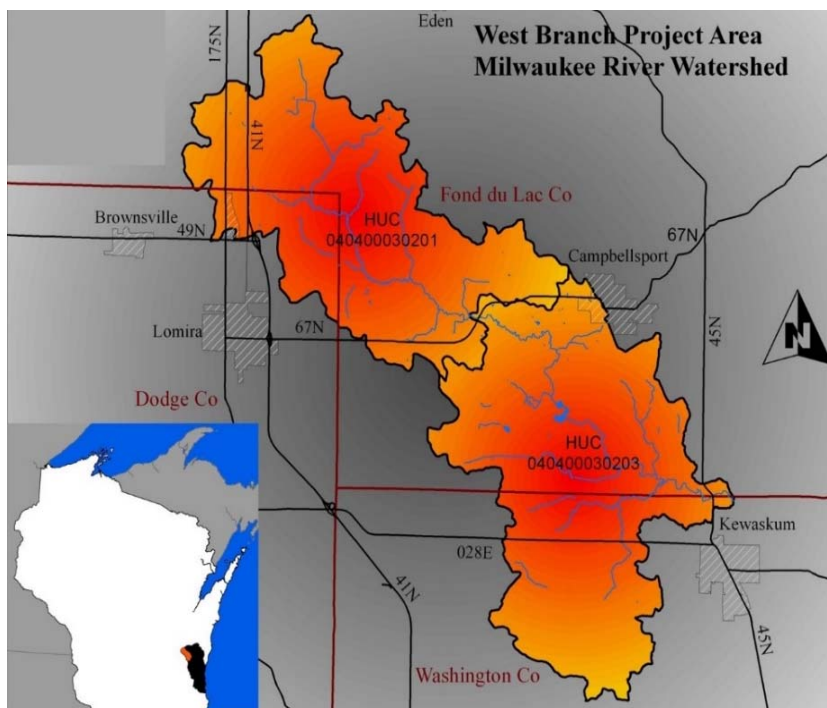 Eden
West Branch Project Area
Milwaukee River Watershed
175N
41N
Fond du Lac Co
HUC
040400030201
Brownsville
49N
67N
Campbellsport
Lomira
67N
45N
N
Dodge Co
HUC
040400030203
Kewaskum
028E
41N
45N
Washington Co